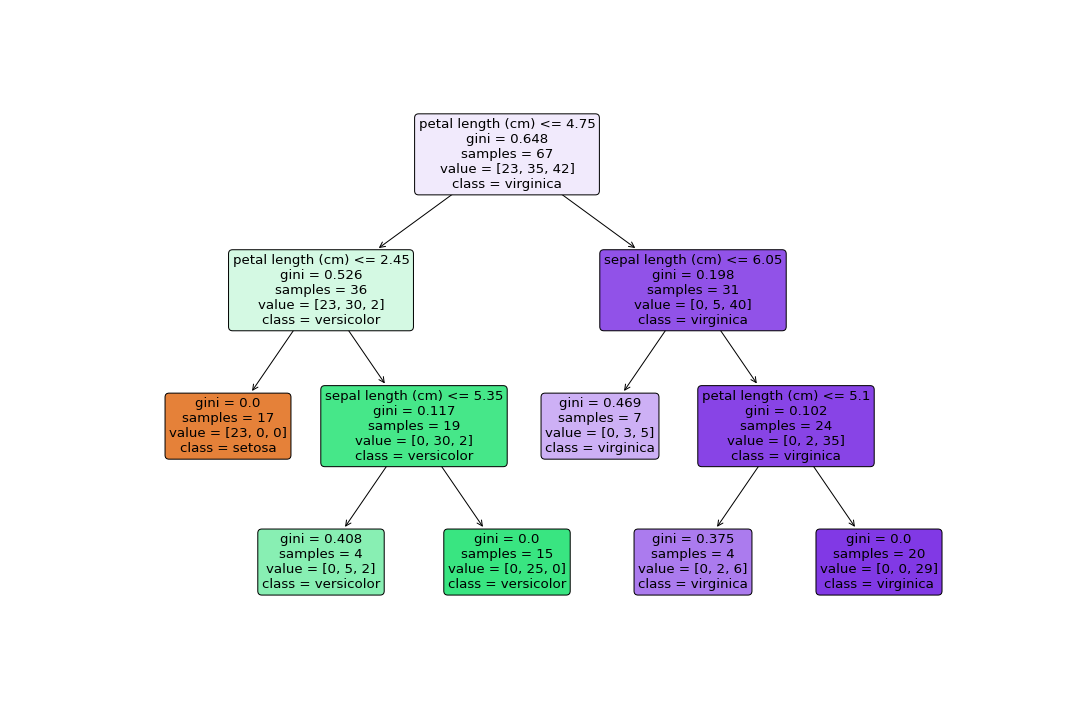 petal length (cm) <= 4.75
gini = 0.648
samples = 67
value = [23, 35, 42]
class = virginica
petal length (cm) <= 2.45
gini = 0.526
samples = 36
value = [23, 30, 2]
class = versicolor
sepal length (cm) <= 6.05
gini = 0.198
samples = 31
value = [0, 5, 40]
class = virginica
gini = 0.0
samples = 17
value = [23, 0, 0]
class = setosa
sepal length (cm) <= 5.35
gini = 0.117
samples = 19
value = [0, 30, 2]
class = versicolor
gini = 0.469
samples = 7
value = [0, 3, 5]
class = virginica
petal length (cm) <= 5.1
gini = 0.102
samples = 24
value = [0, 2, 35]
class = virginica
gini = 0.408
samples = 4
value = [0, 5, 2]
class = versicolor
gini = 0.0
samples = 15
value = [0, 25, 0]
class = versicolor
gini = 0.375
samples = 4
value = [0, 2, 6]
class = virginica
gini = 0.0
samples = 20
value = [0, 0, 29]
class = virginica